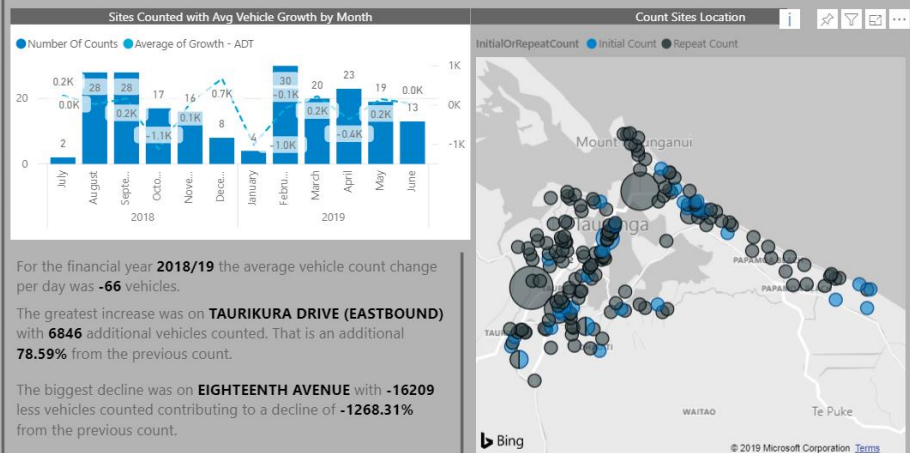 Sites Counted with Avg Vehicle Growth by Month
Number Of Counts Average of Growth - ADT
20
0
1K
0K
-1K
2 28 28 17 16 8 4 30 20 23 19 13
0.2K 0.0K 0.2K -1.1K 0.1K 0.7K -1.0K -0.1K 0.2K -0.4K 0.2K 0.0K
July August Septe... Octo... Nove... Dece... January Febru... March April May June
2018 2019
For the financial year 2018/19 the average vehicle count change
per day was -66 vehicles.
The greatest increase was on TAURIKURA DRIVE (EASTBOUND)
with 6846 additional vehicles counted. That is an additional
78.59% from the previous count.
The biggest decline was on EIGHTEENTH AVENUE with -16209
less vehicles counted contributing to a decline of -1268.31%
from the previous count.
Count Sites Location
i
InitialOrRepeatCount Initial Count Repeat Count
Mount
unganui
PAPAM
PAPAM
TAU
WAITAO
Te Puke
Bing
© 2019 Microsoft Corporation Terms